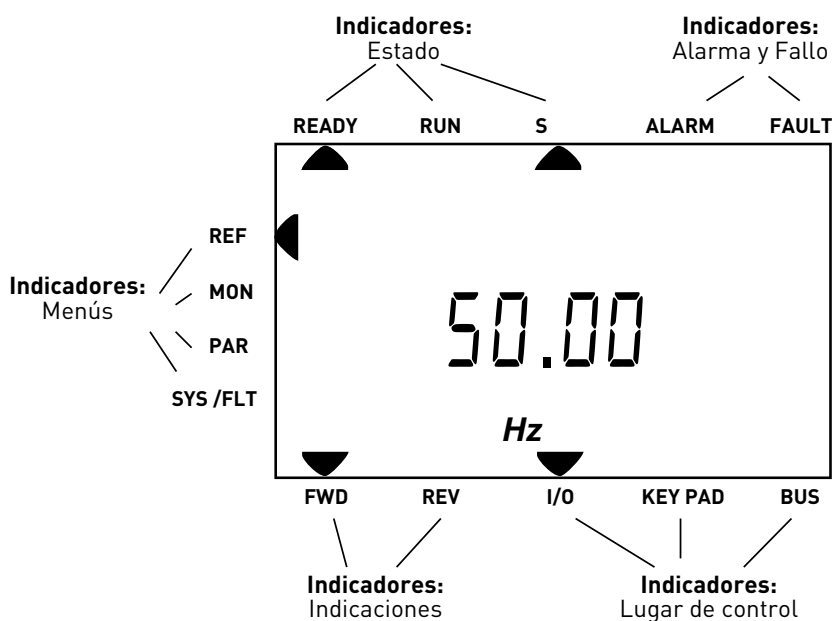 Indicadores:
Estado
Indicadores:
Alarma y Fallo
READY RUN S ALARM FAULT
REF
Indicadores:
Menús
MON
PAR
SYS /FLT
50.00
Hz
FWD REV I/O KEY PAD BUS
Indicadores:
Indicaciones
Indicadores:
Lugar de control